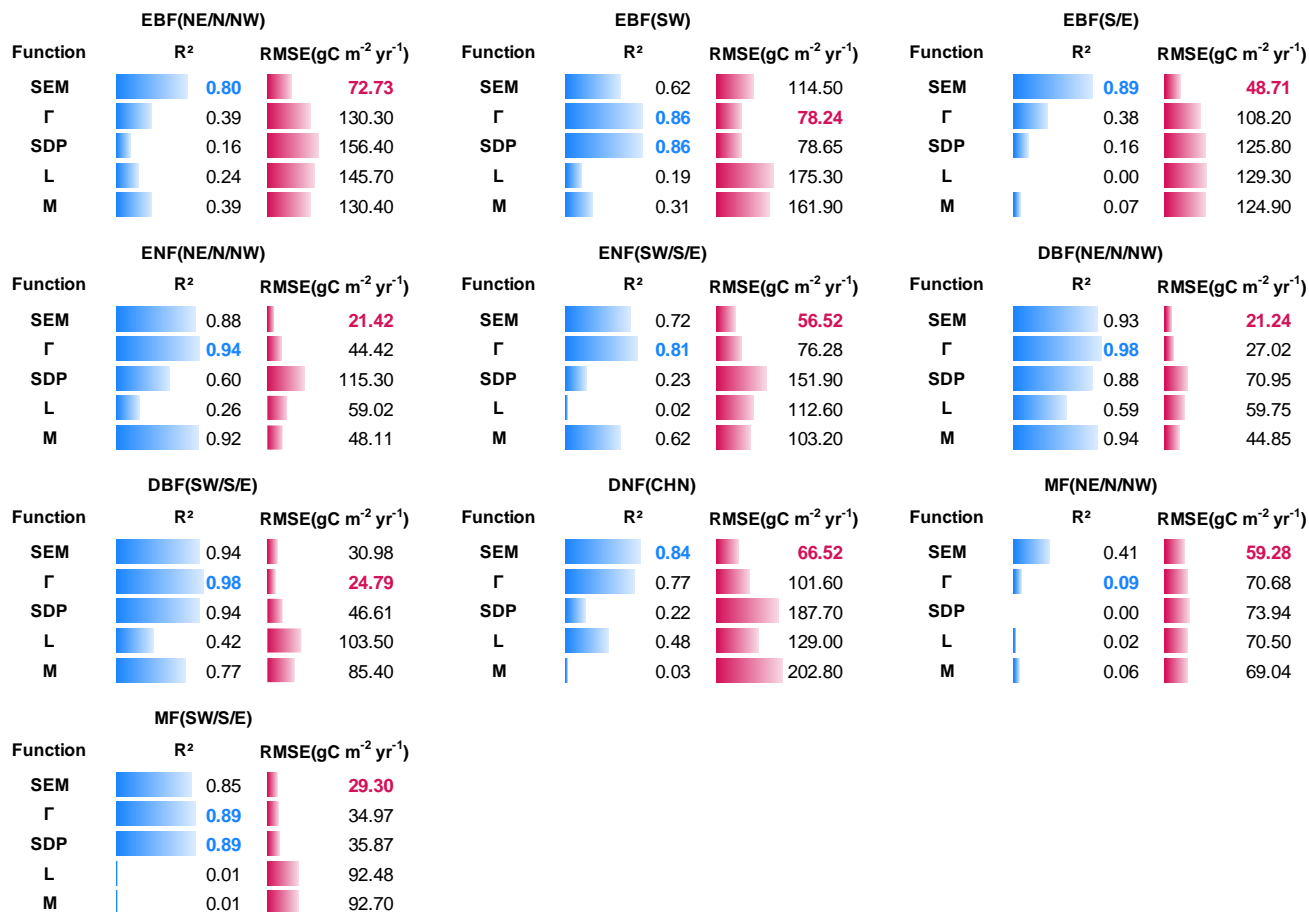 EBF(NE/N/NW)
Function R² RMSE(gC m⁻² yr⁻¹)
SEM 0.80 72.73
Γ 0.39 130.30
SDP 0.16 156.40
L 0.24 145.70
M 0.39 130.40
EBF(SW)
Function R² RMSE(gC m⁻² yr⁻¹)
SEM 0.62 114.50
Γ 0.86 78.24
SDP 0.86 78.65
L 0.19 175.30
M 0.31 161.90
EBF(S/E)
Function R² RMSE(gC m⁻² yr⁻¹)
SEM 0.89 48.71
Γ 0.38 108.20
SDP 0.16 125.80
L 0.00 129.30
M 0.07 124.90
ENF(NE/N/NW)
Function R² RMSE(gC m⁻² yr⁻¹)
SEM 0.88 21.42
Γ 0.94 44.42
SDP 0.60 115.30
L 0.26 59.02
M 0.92 48.11
ENF(SW/S/E)
Function R² RMSE(gC m⁻² yr⁻¹)
SEM 0.72 56.52
Γ 0.81 76.28
SDP 0.23 151.90
L 0.02 112.60
M 0.62 103.20
DBF(NE/N/NW)
Function R² RMSE(gC m⁻² yr⁻¹)
SEM 0.93 21.24
Γ 0.98 27.02
SDP 0.88 70.95
L 0.59 59.75
M 0.94 44.85
DBF(SW/S/E)
Function R² RMSE(gC m⁻² yr⁻¹)
SEM 0.94 30.98
Γ 0.98 24.79
SDP 0.94 46.61
L 0.42 103.50
M 0.77 85.40
DNF(CHN)
Function R² RMSE(gC m⁻² yr⁻¹)
SEM 0.84 66.52
Γ 0.77 101.60
SDP 0.22 187.70
L 0.48 129.00
M 0.03 202.80
MF(NE/N/NW)
Function R² RMSE(gC m⁻² yr⁻¹)
SEM 0.41 59.28
Γ 0.09 70.68
SDP 0.00 73.94
L 0.02 70.50
M 0.06 69.04
MF(SW/S/E)
Function R² RMSE(gC m⁻² yr⁻¹)
SEM 0.85 29.30
Γ 0.89 34.97
SDP 0.89 35.87
L 0.01 92.48
M 0.01 92.70